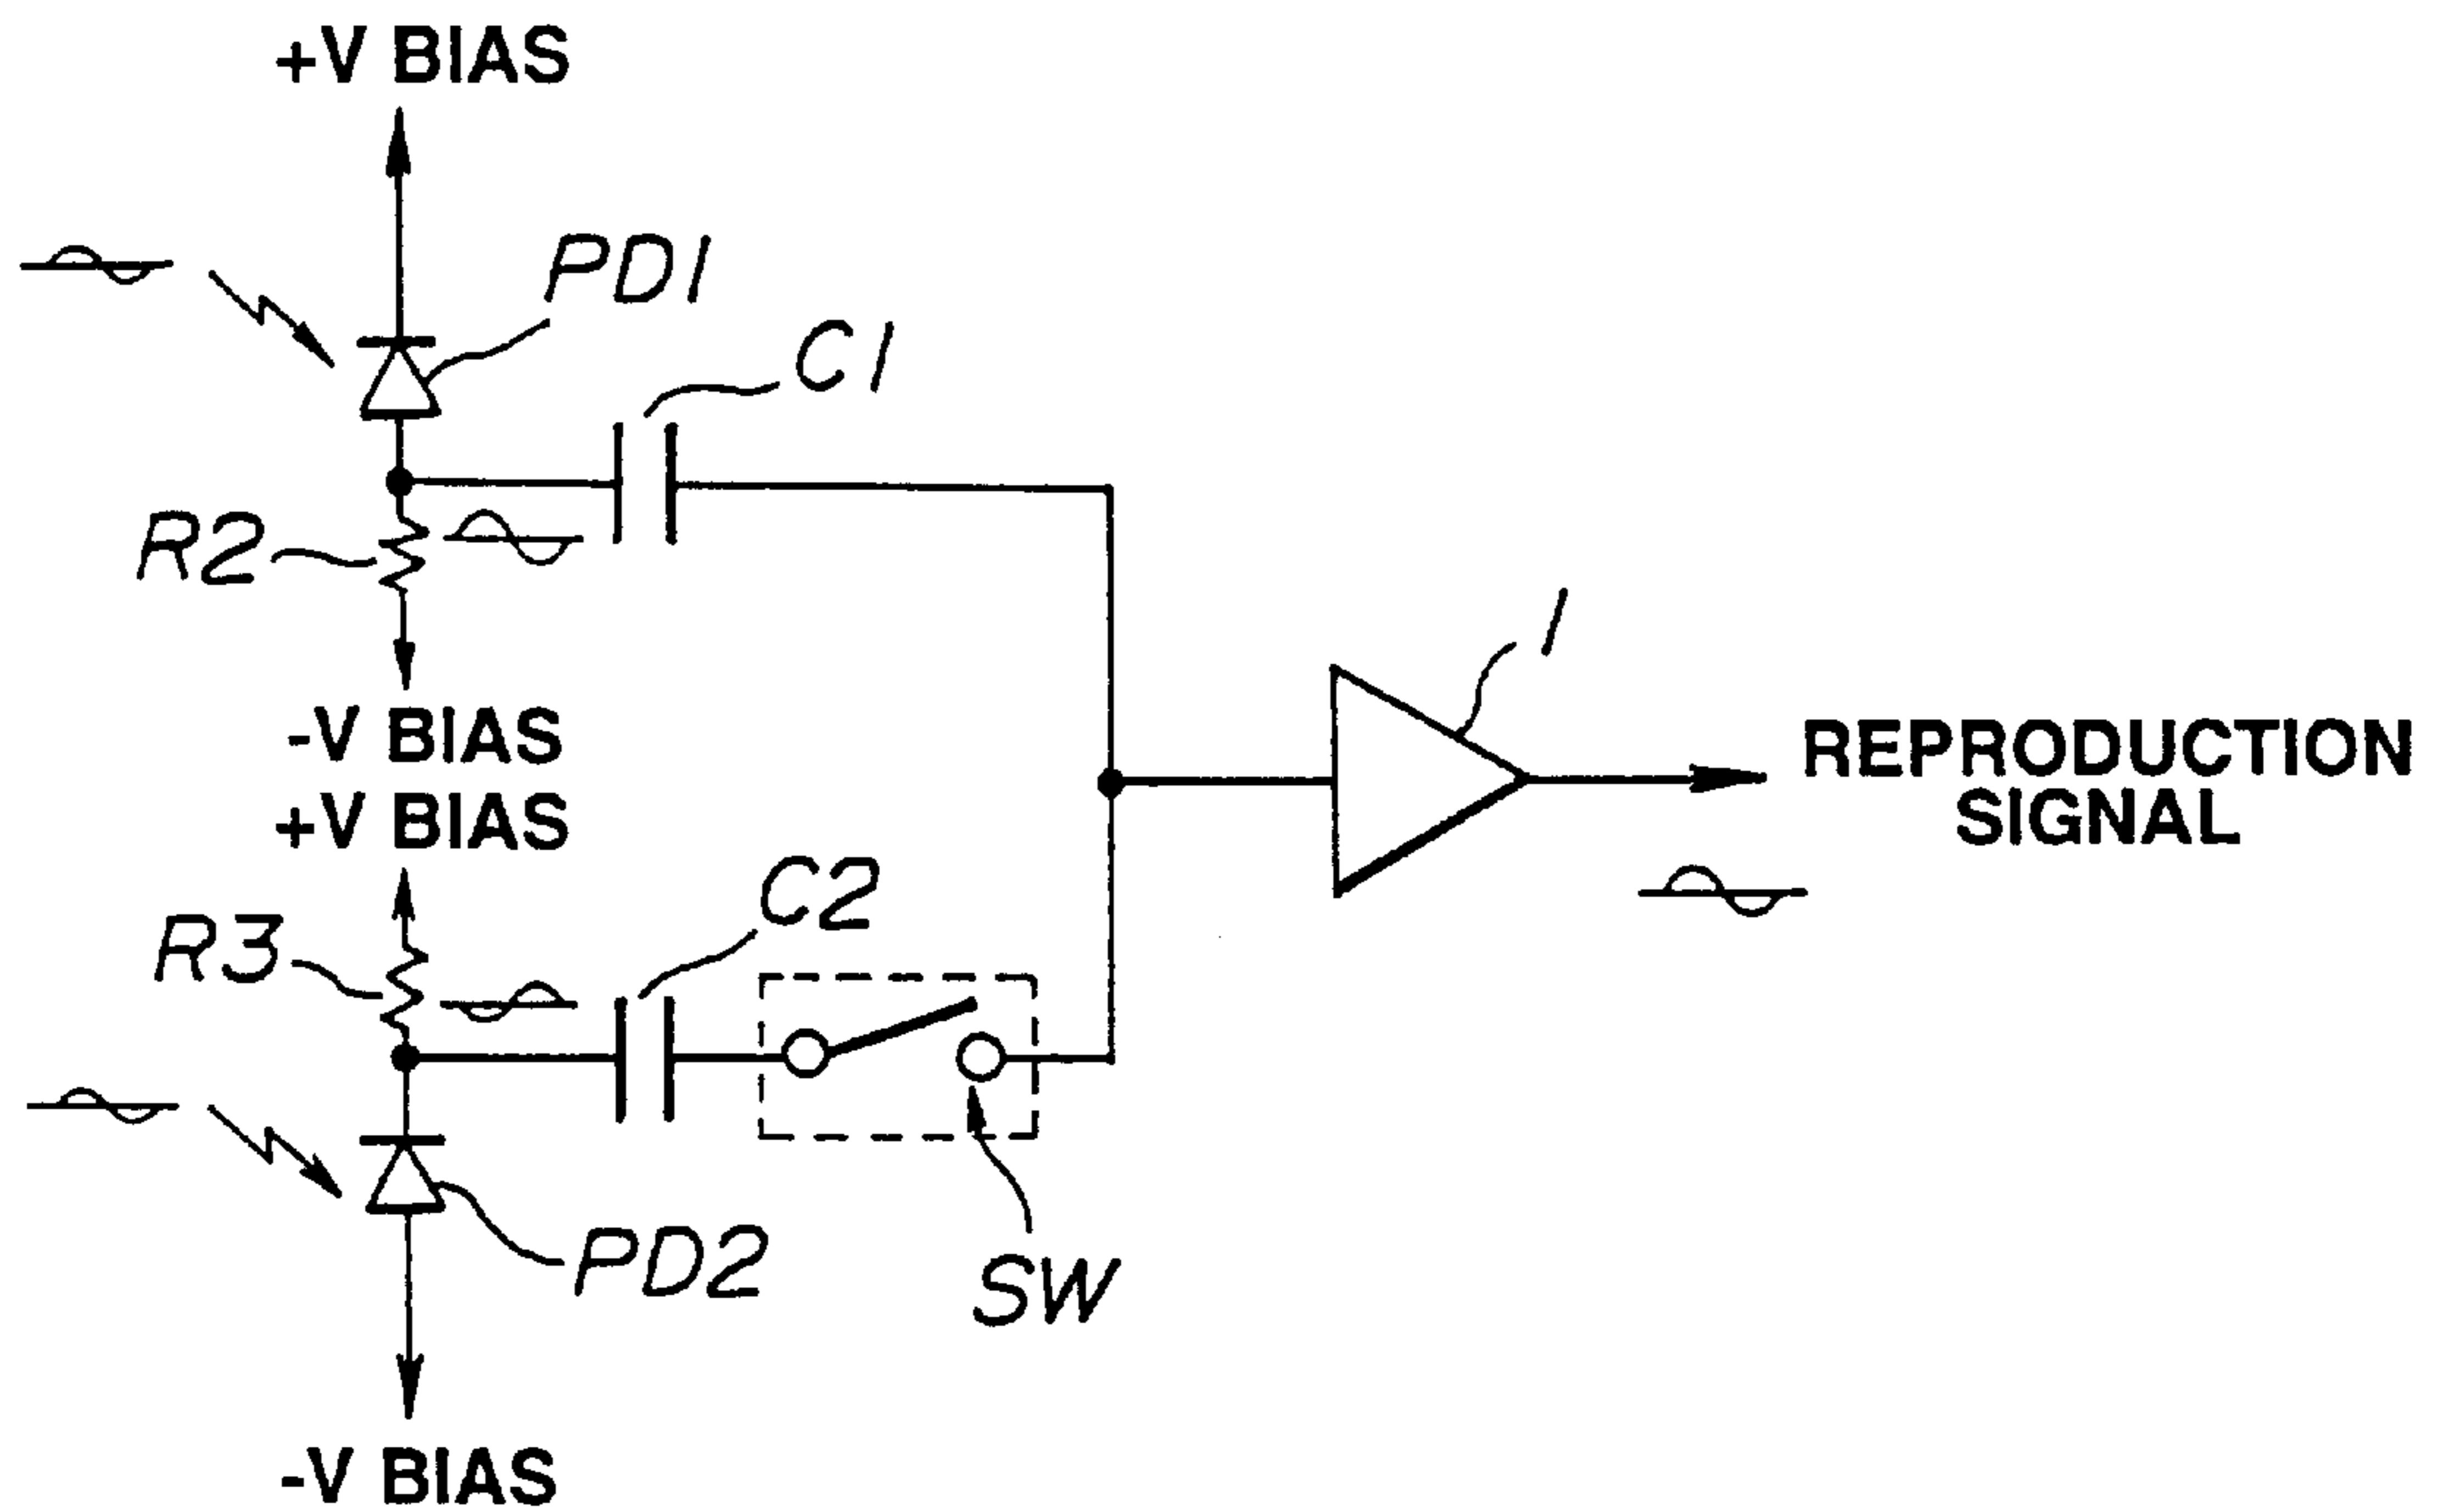 +V BIAS
PD1
C1
R2
-V BIAS
+V BIAS
1
REPRODUCTION
SIGNAL
C2
R3
PD2
SW
-V BIAS